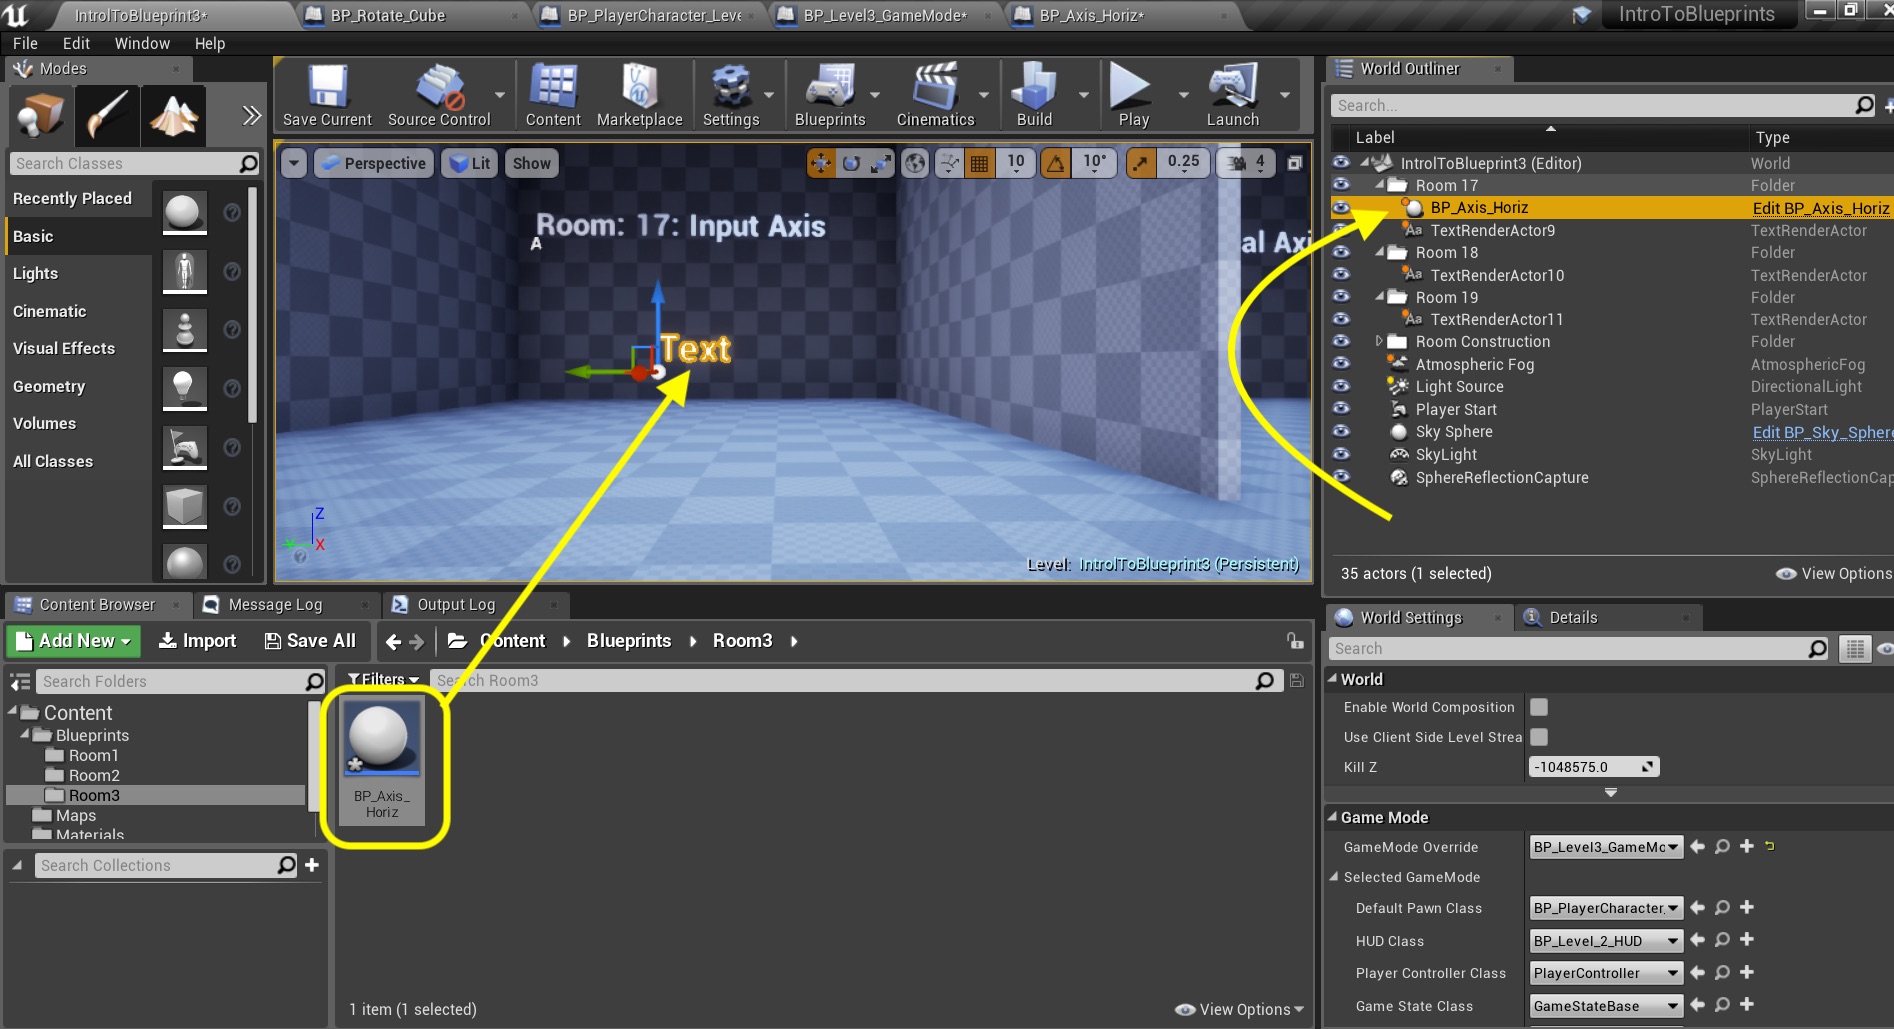 IntrolToBlueprint3*
BP_Rotate_Cube
BP_PlayerCharacter_Leve
BP_Level3_GameMode*
BP_Axis_Horiz*
IntroToBlueprints
File Edit Window Help
Modes
Search Classes
Recently Placed
Basic
Lights
Cinematic
Visual Effects
Geometry
Volumes
All Classes
Save Current
Source Control
Content
Marketplace
Settings
Blueprints
Cinematics
Build
Play
Launch
Perspective
Lit
Show
10
10°
0.25
4
Room: 17: Input Axis
A
al Axi
Text
Z
Y
X
Level: IntrolToBlueprint3 (Persistent)
World Outliner
Search...
Label Type
IntrolToBlueprint3 (Editor) World
Room 17 Folder
BP_Axis_Horiz Edit BP_Axis_Horiz
TextRenderActor9 TextRenderActor
Room 18 Folder
TextRenderActor10 TextRenderActor
Room 19 Folder
TextRenderActor11 TextRenderActor
Room Construction Folder
Atmospheric Fog AtmosphericFog
Light Source DirectionalLight
Player Start PlayerStart
Sky Sphere Edit BP_Sky_Sphere
SkyLight SkyLight
SphereReflectionCapture SphereReflectionCap
35 actors (1 selected)
View Options
Content Browser
Message Log
Output Log
Add New
Import
Save All
Content
Blueprints
Room3
Search Folders
Filters
Search Room3
Content
Blueprints
Room1
Room2
Room3
Maps
Materials
Search Collections
BP_Axis_
Horiz
1 item (1 selected)
View Options
World Settings
Details
Search
World
Enable World Composition
Use Client Side Level Strea
Kill Z -1048575.0
Game Mode
GameMode Override BP_Level3_GameMo
Selected GameMode
Default Pawn Class BP_PlayerCharacter_
HUD Class BP_Level_2_HUD
Player Controller Class PlayerController
Game State Class GameStateBase